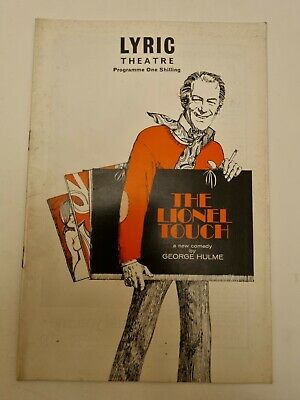 LYRIC
THEATRE
Programme One Shilling
THE
LIONEL
TOUCH
a new comedy
by
GEORGE HULME